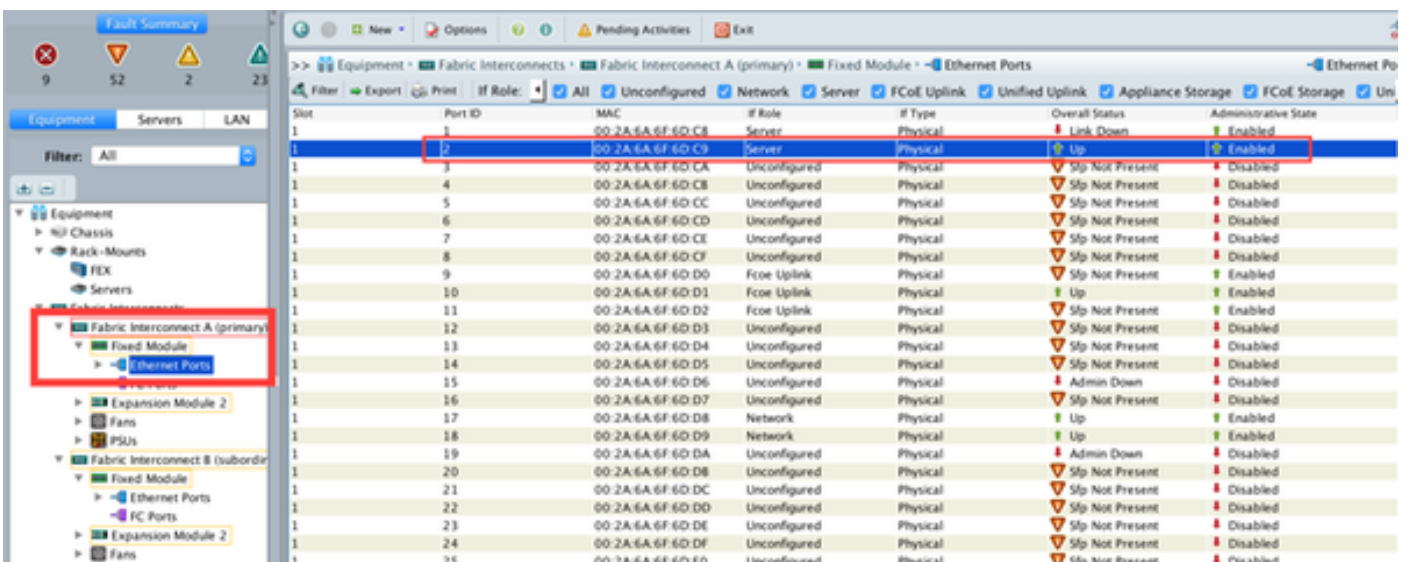 Fault Summary
9 52 2 23
Equipment Servers LAN
Filter: All
Equipment
Chassis
Rack-Mounts
FEX
Servers
Fabric Interconnects
Fabric Interconnect A (primary)
Fixed Module
Ethernet Ports
FC Ports
Expansion Module 2
Fans
PSUs
Fabric Interconnect B (subordin
Fixed Module
Ethernet Ports
FC Ports
Expansion Module 2
Fans
New Options Pending Activities Exit
>> Equipment Fabric Interconnects Fabric Interconnect A (primary) Fixed Module Ethernet Ports Ethernet Po
Filter Export Print If Role: All Unconfigured Network Server FCoE Uplink Unified Uplink Appliance Storage FCoE Storage Un
Slot Port ID MAC If Role If Type Overall Status Administrative State
1 1 00:2A:6A:6F:6D:C8 Server Physical Link Down Enabled
1 2 00:2A:6A:6F:6D:C9 Server Physical Up Enabled
1 3 00:2A:6A:6F:6D:CA Unconfigured Physical Sfp Not Present Disabled
1 4 00:2A:6A:6F:6D:CB Unconfigured Physical Sfp Not Present Disabled
1 5 00:2A:6A:6F:6D:CC Unconfigured Physical Sfp Not Present Disabled
1 6 00:2A:6A:6F:6D:CD Unconfigured Physical Sfp Not Present Disabled
1 7 00:2A:6A:6F:6D:CE Unconfigured Physical Sfp Not Present Disabled
1 8 00:2A:6A:6F:6D:CF Unconfigured Physical Sfp Not Present Disabled
1 9 00:2A:6A:6F:6D:D0 Fcoe Uplink Physical Sfp Not Present Enabled
1 10 00:2A:6A:6F:6D:D1 Fcoe Uplink Physical Up Enabled
1 11 00:2A:6A:6F:6D:D2 Fcoe Uplink Physical Sfp Not Present Enabled
1 12 00:2A:6A:6F:6D:D3 Unconfigured Physical Sfp Not Present Disabled
1 13 00:2A:6A:6F:6D:D4 Unconfigured Physical Sfp Not Present Disabled
1 14 00:2A:6A:6F:6D:D5 Unconfigured Physical Sfp Not Present Disabled
1 15 00:2A:6A:6F:6D:D6 Unconfigured Physical Admin Down Disabled
1 16 00:2A:6A:6F:6D:D7 Unconfigured Physical Sfp Not Present Disabled
1 17 00:2A:6A:6F:6D:D8 Network Physical Up Enabled
1 18 00:2A:6A:6F:6D:D9 Network Physical Up Enabled
1 19 00:2A:6A:6F:6D:DA Unconfigured Physical Admin Down Disabled
1 20 00:2A:6A:6F:6D:DB Unconfigured Physical Sfp Not Present Disabled
1 21 00:2A:6A:6F:6D:DC Unconfigured Physical Sfp Not Present Disabled
1 22 00:2A:6A:6F:6D:DD Unconfigured Physical Sfp Not Present Disabled
1 23 00:2A:6A:6F:6D:DE Unconfigured Physical Sfp Not Present Disabled
1 24 00:2A:6A:6F:6D:DF Unconfigured Physical Sfp Not Present Disabled
1 25 00:2A:6A:6F:6D:E0 Unconfigured Physical Sfp Not Present Disabled